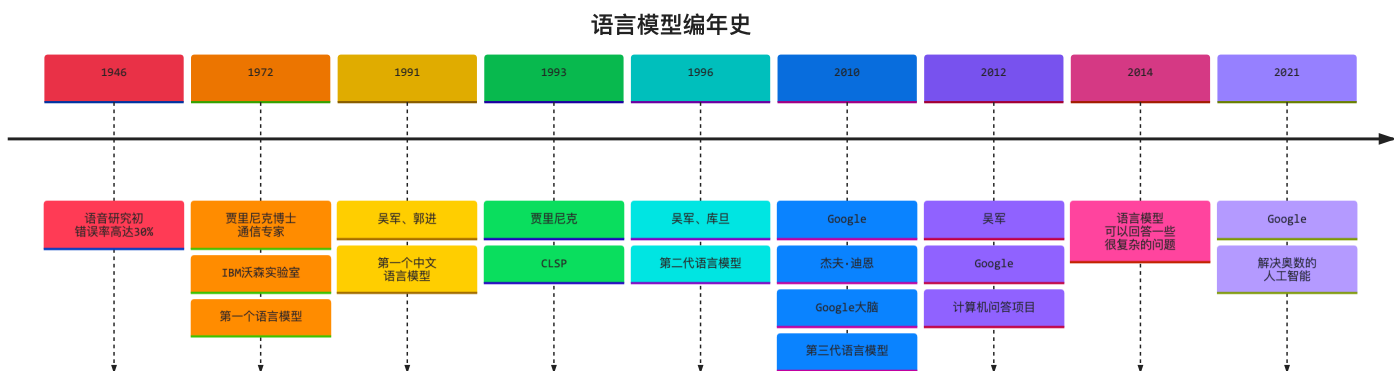 语言模型编年史
1946
1972
1991
1993
1996
2010
2012
2014
2021
语音研究初
错误率高达30%
贾里尼克博士
通信专家
IBM沃森实验室
第一个语言模型
吴军、郭进
第一个中文
语言模型
贾里尼克
CLSP
吴军、库旦
第二代语言模型
Google
杰夫·迪恩
Google大脑
第三代语言模型
吴军
Google
计算机问答项目
语言模型
可以回答一些
很复杂的问题
Google
解决奥数的
人工智能